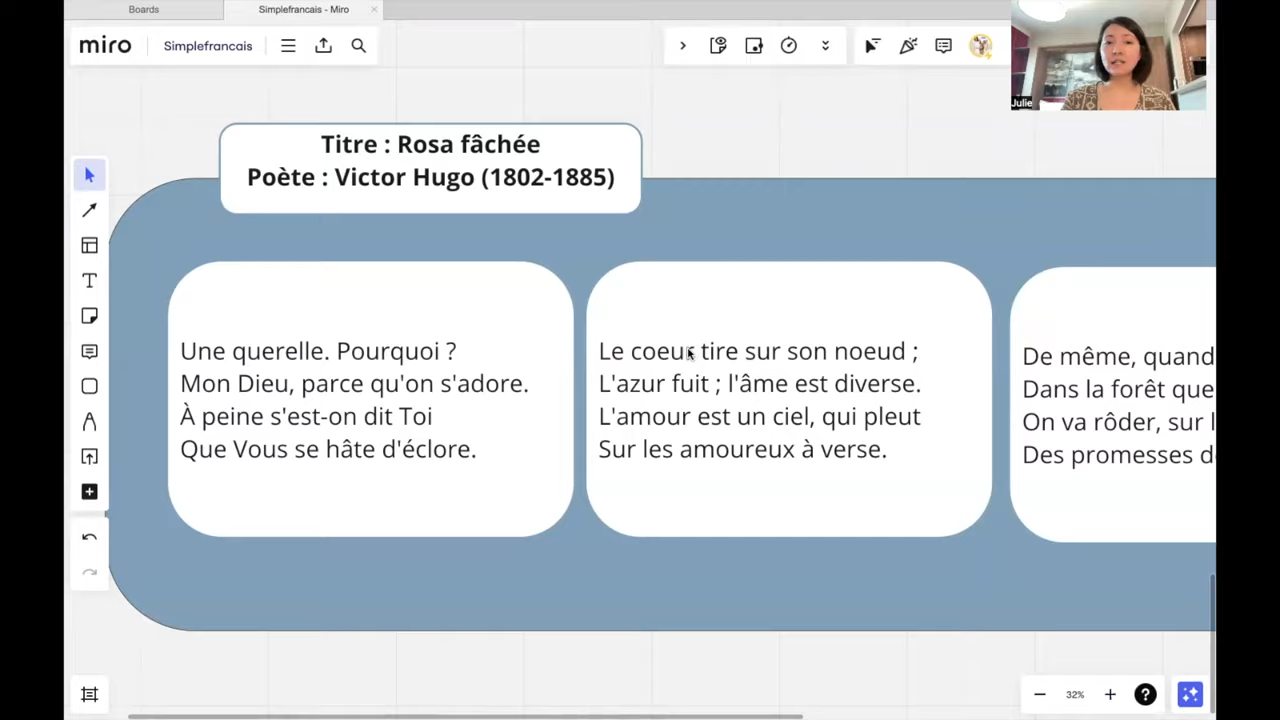 Boards
Simplefrancais - Miro
miro
Simplefrancais
Julie
Titre : Rosa fâchée
Poète : Victor Hugo (1802-1885)
Une querelle. Pourquoi ?
Mon Dieu, parce qu'on s'adore.
À peine s'est-on dit Toi
Que Vous se hâte d'éclore.
Le coeur tire sur son noeud ;
L'azur fuit ; l'âme est diverse.
L'amour est un ciel, qui pleut
Sur les amoureux à verse.
De même, quand
Dans la forêt que
On va rôder, sur l
Des promesses d
32%